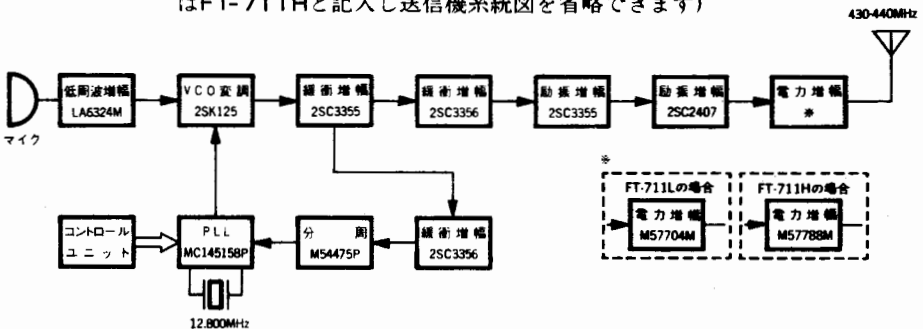 はFT-711Hと記入し送信機系統図を省略できます)
430-440MHz
低周波増幅
LA6324M
VCO変調
2SK125
緩衝増幅
2SC3355
緩衝増幅
2SC3356
励振増幅
2SC3355
励振増幅
2SC2407
電力増幅
※
マイク
※
FT-711Lの場合
電力増幅
M57704M
FT-711Hの場合
電力増幅
M57788M
コントロール
ユニット
PLL
MC145158P
分周
M54475P
緩衝増幅
2SC3356
12.800MHz